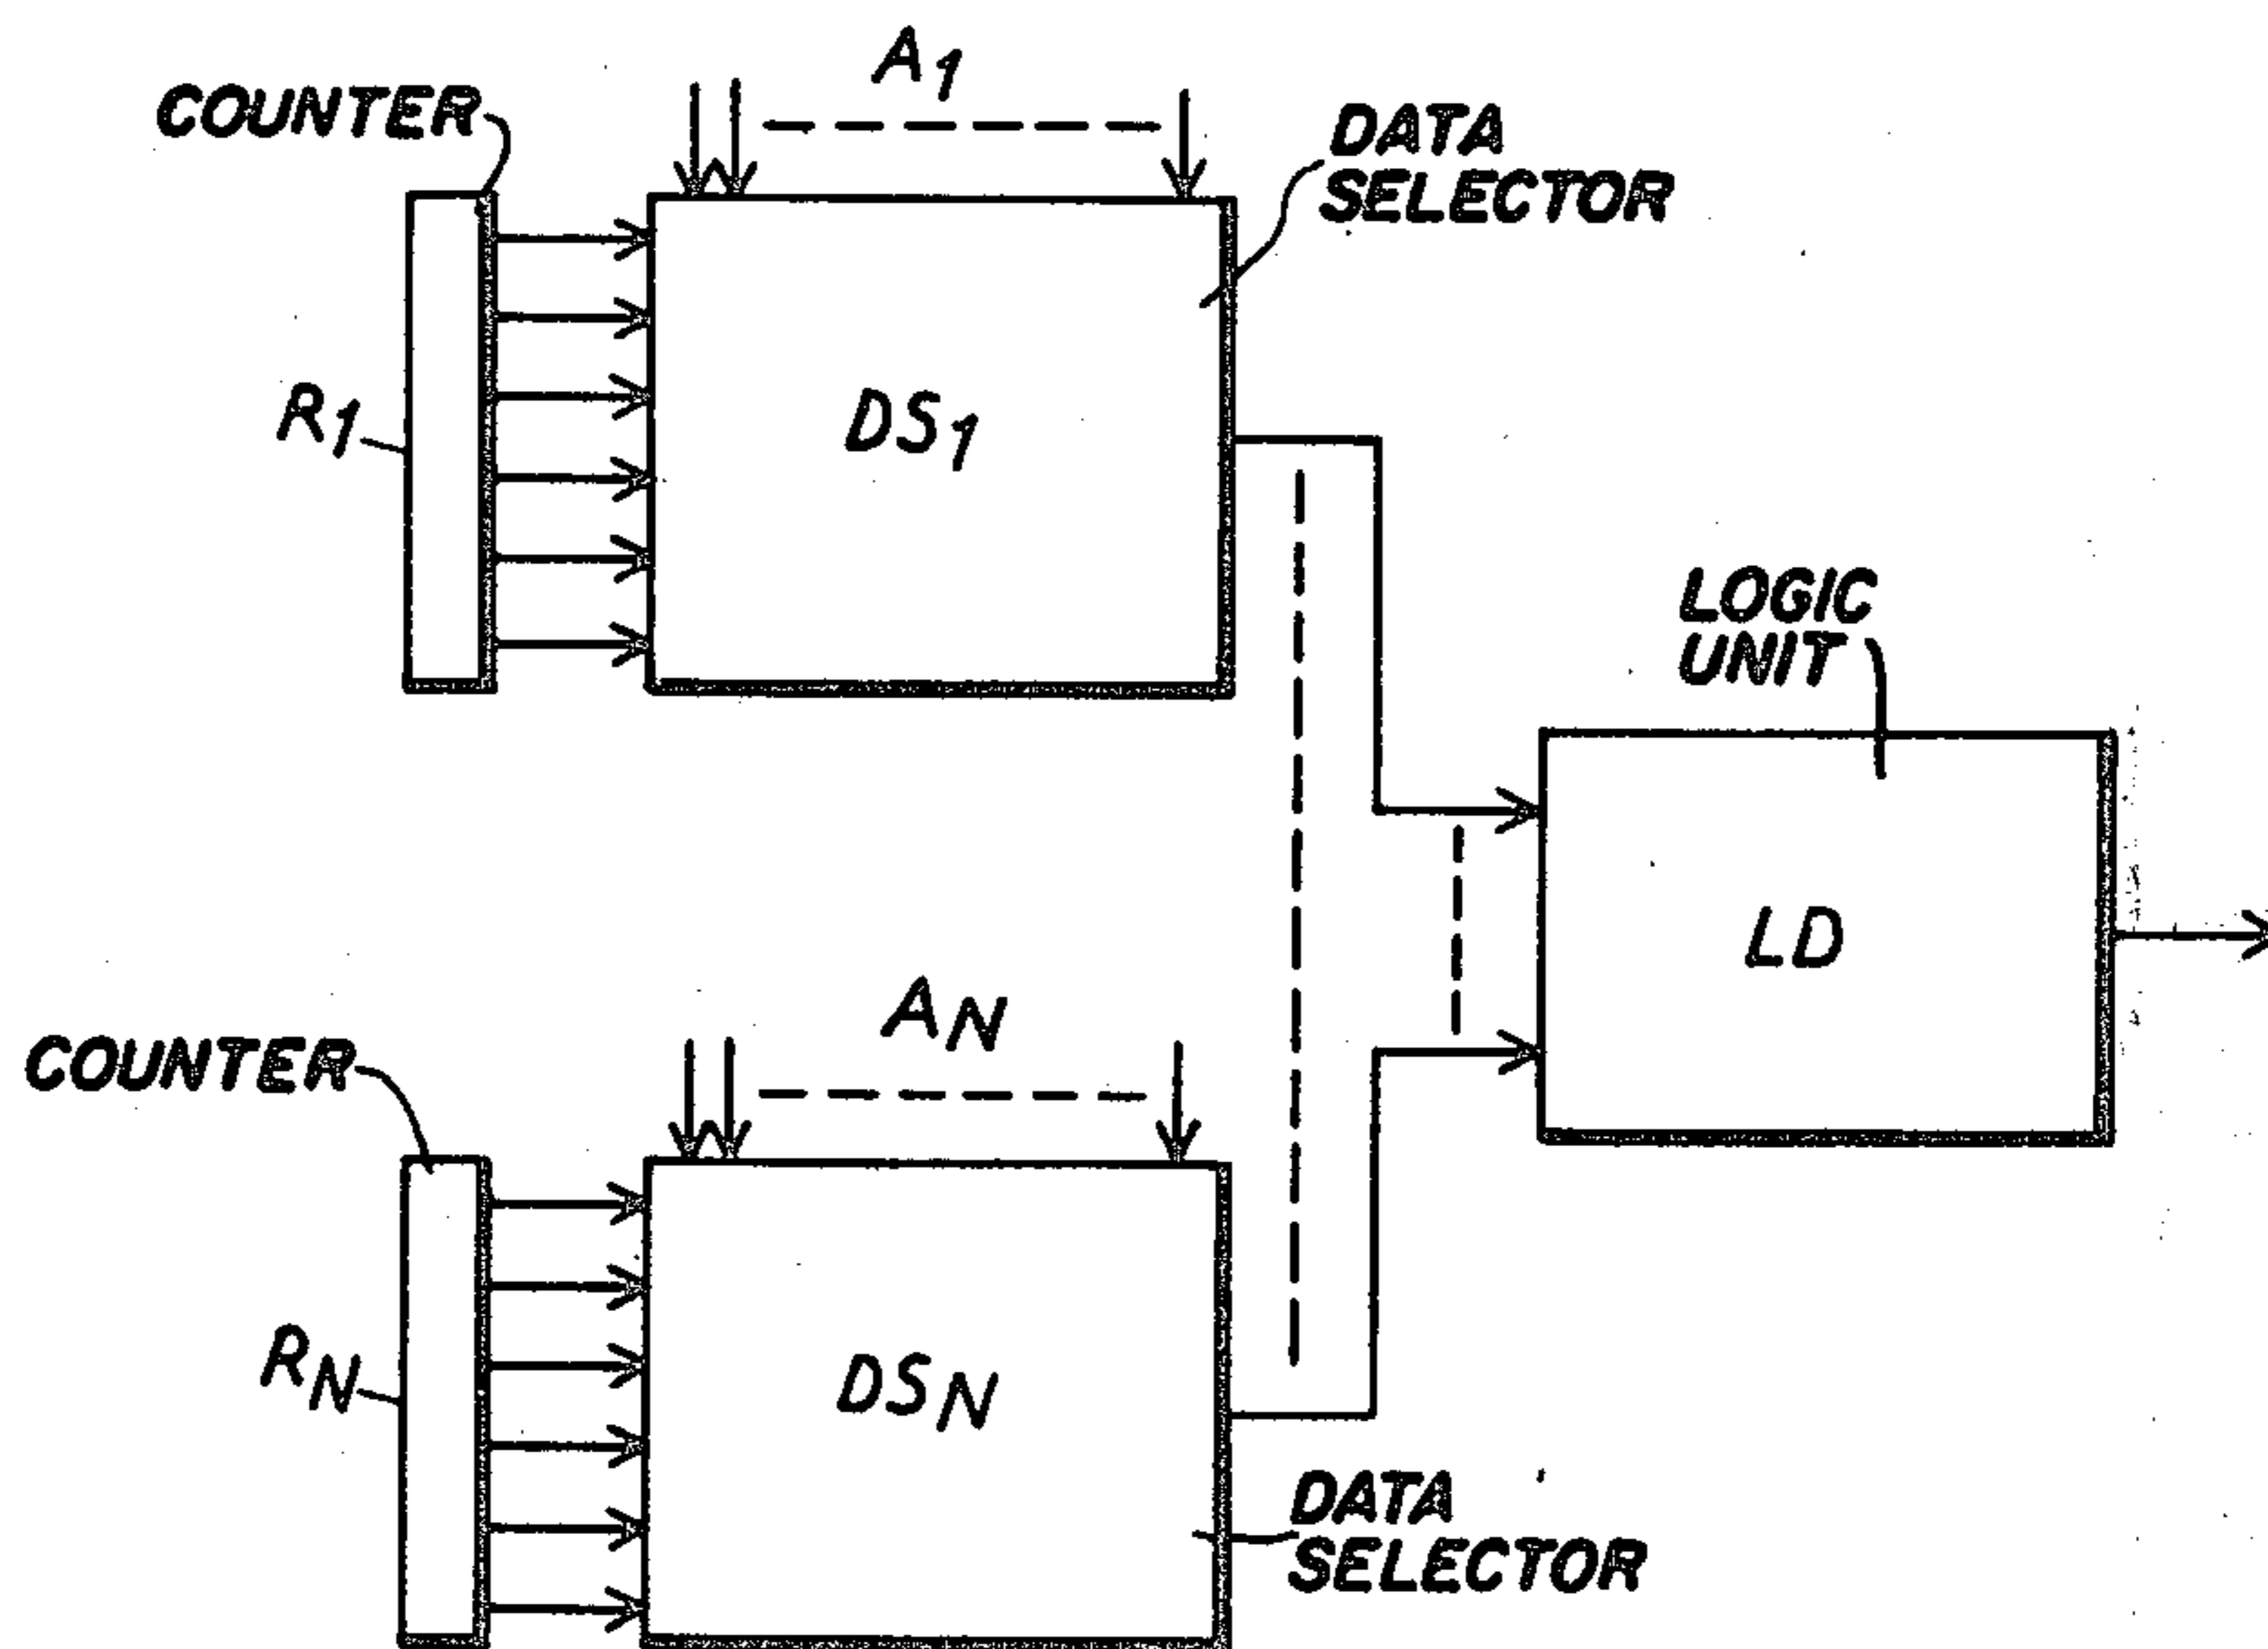 A1
COUNTER
DATA
SELECTOR
R1
DS1
LOGIC
UNIT
LD
AN
COUNTER
RN
DSN
DATA
SELECTOR